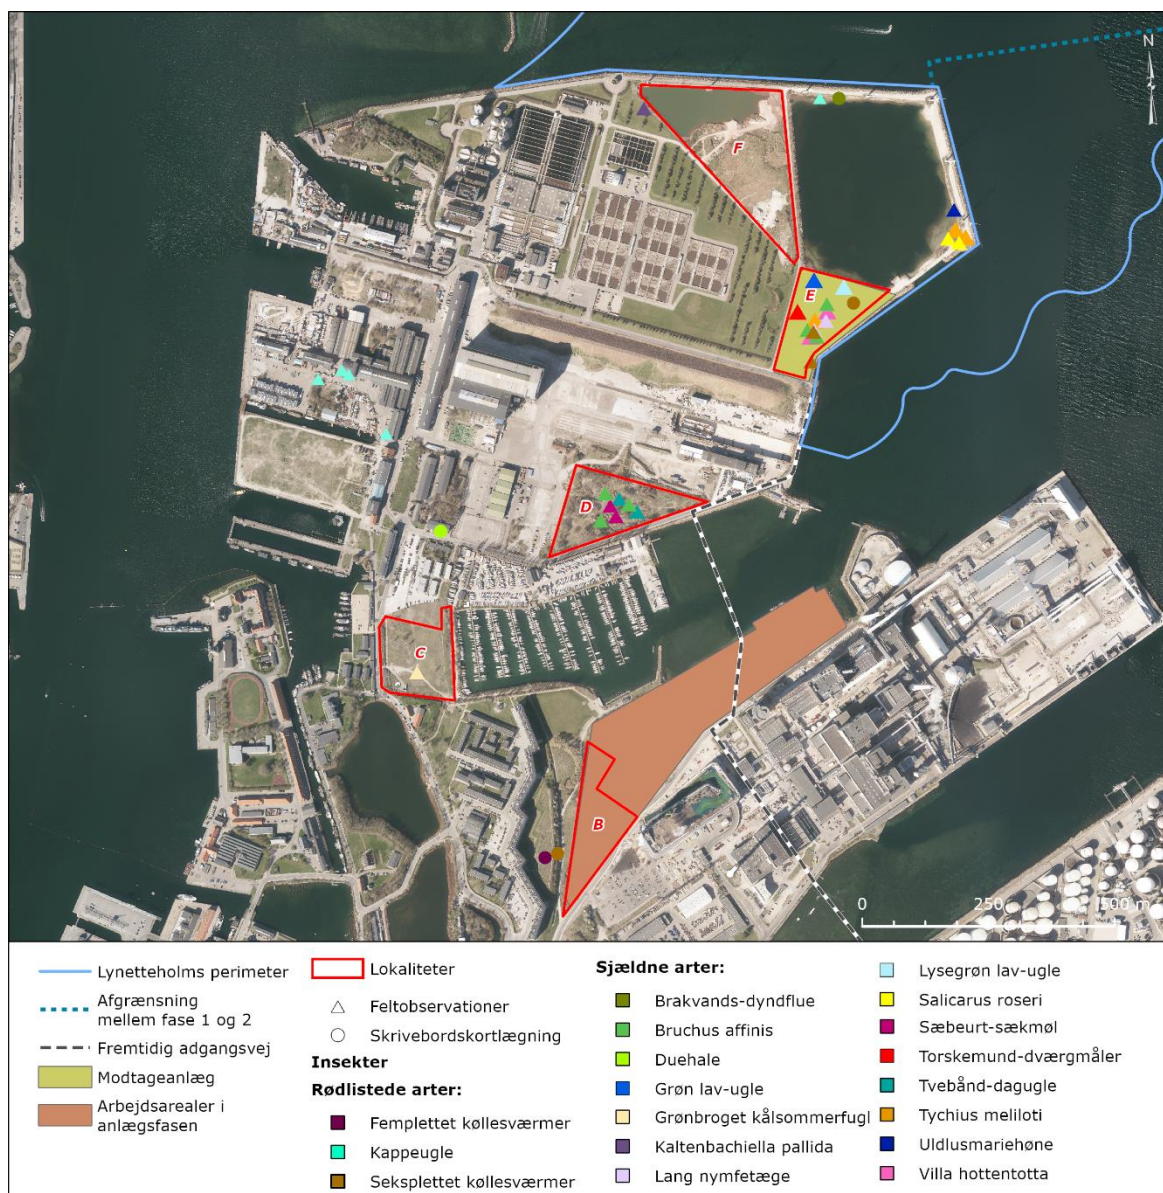 N
F
E
D
C
B
0 250 500 m
Lynetteholms perimeter
Afgrænsning
mellem fase 1 og 2
Fremtidig adgangsvej
Modtageanlæg
Arbejdsarealer i
anlægsfasen
Lokaliteter
Feltobservationer
Skrivebordskortlægning
Insekter
Rødlistede arter:
Femplettet køllesværmer
Kappeugle
Seksplettet køllesværmer
Sjældne arter:
Brakvands-dyndflue
Bruchus affinis
Duehale
Grøn lav-ugle
Grønbroget kålsommerfugl
Kaltenbachiella pallida
Lang nymfetæge
Lysegrøn lav-ugle
Salicarus roseri
Sæbeurt-sækmøl
Torskemund-dværgmåler
Tvebånd-dagugle
Tychius meliloti
Uldlusmariehøne
Villa hottentotta